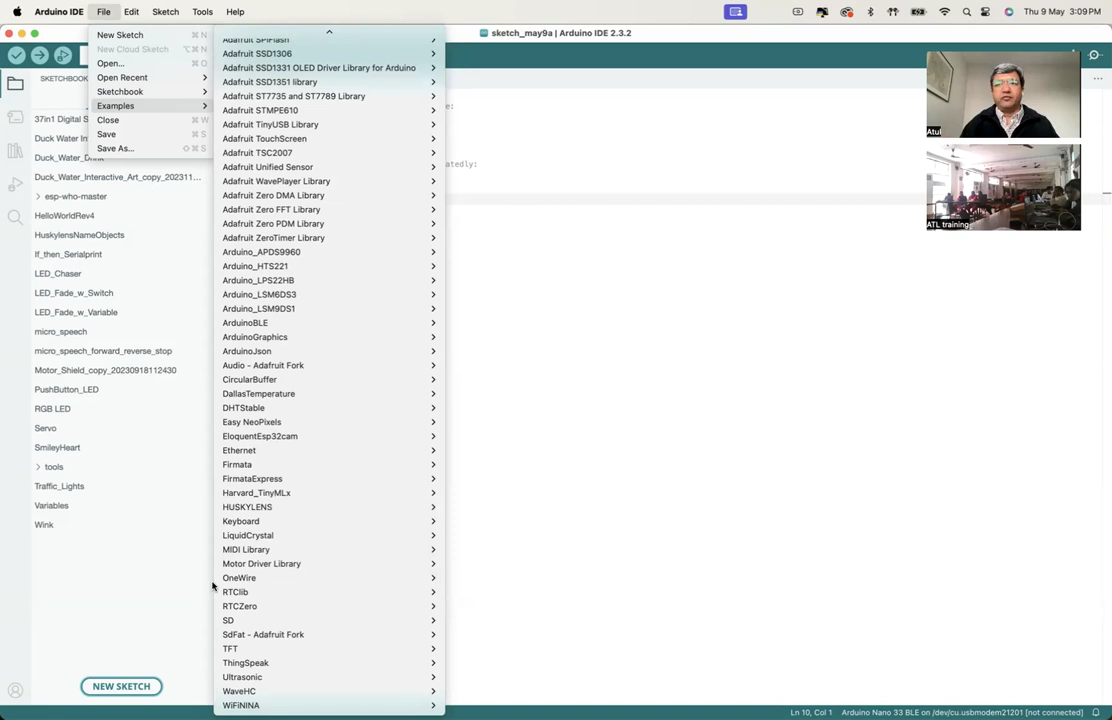 Arduino IDE File Edit Sketch Tools Help
Thu 9 May 3:09 PM
sketch_may9a | Arduino IDE 2.3.2
New Sketch ⌘ N
New Cloud Sketch ⌥⌘ N
Open... ⌘ O
Open Recent
Sketchbook
Examples
Close ⌘ W
Save ⌘ S
Save As... ⇧ ⌘ S
SKETCHBOOK
37in1 Digital S
Duck Water In
Duck_Water_Drink
Duck_Water_Interactive_Art_copy_202311...
esp-who-master
HelloWorldRev4
HuskylensNameObjects
If_then_Serialprint
LED_Chaser
LED_Fade_w_Switch
LED_Fade_w_Variable
micro_speech
micro_speech_forward_reverse_stop
Motor_Shield_copy_20230918112430
PushButton_LED
RGB LED
Servo
SmileyHeart
tools
Traffic_Lights
Variables
Wink
NEW SKETCH
Adafruit SPIFlash
Adafruit SSD1306
Adafruit SSD1331 OLED Driver Library for Arduino
Adafruit SSD1351 library
Adafruit ST7735 and ST7789 Library
Adafruit STMPE610
Adafruit TinyUSB Library
Adafruit TouchScreen
Adafruit TSC2007
Adafruit Unified Sensor
Adafruit WavePlayer Library
Adafruit Zero DMA Library
Adafruit Zero FFT Library
Adafruit Zero PDM Library
Adafruit ZeroTimer Library
Arduino_APDS9960
Arduino_HTS221
Arduino_LPS22HB
Arduino_LSM6DS3
Arduino_LSM9DS1
ArduinoBLE
ArduinoGraphics
ArduinoJson
Audio - Adafruit Fork
CircularBuffer
DallasTemperature
DHTStable
Easy NeoPixels
EloquentEsp32cam
Ethernet
Firmata
FirmataExpress
Harvard_TinyMLx
HUSKYLENS
Keyboard
LiquidCrystal
MIDI Library
Motor Driver Library
OneWire
RTClib
RTCZero
SD
SdFat - Adafruit Fork
TFT
ThingSpeak
Ultrasonic
WaveHC
WiFiNINA
e:
atedly:
Atul
ATL training
Ln 10, Col 1 Arduino Nano 33 BLE on /dev/cu.usbmodem21201 [not connected]